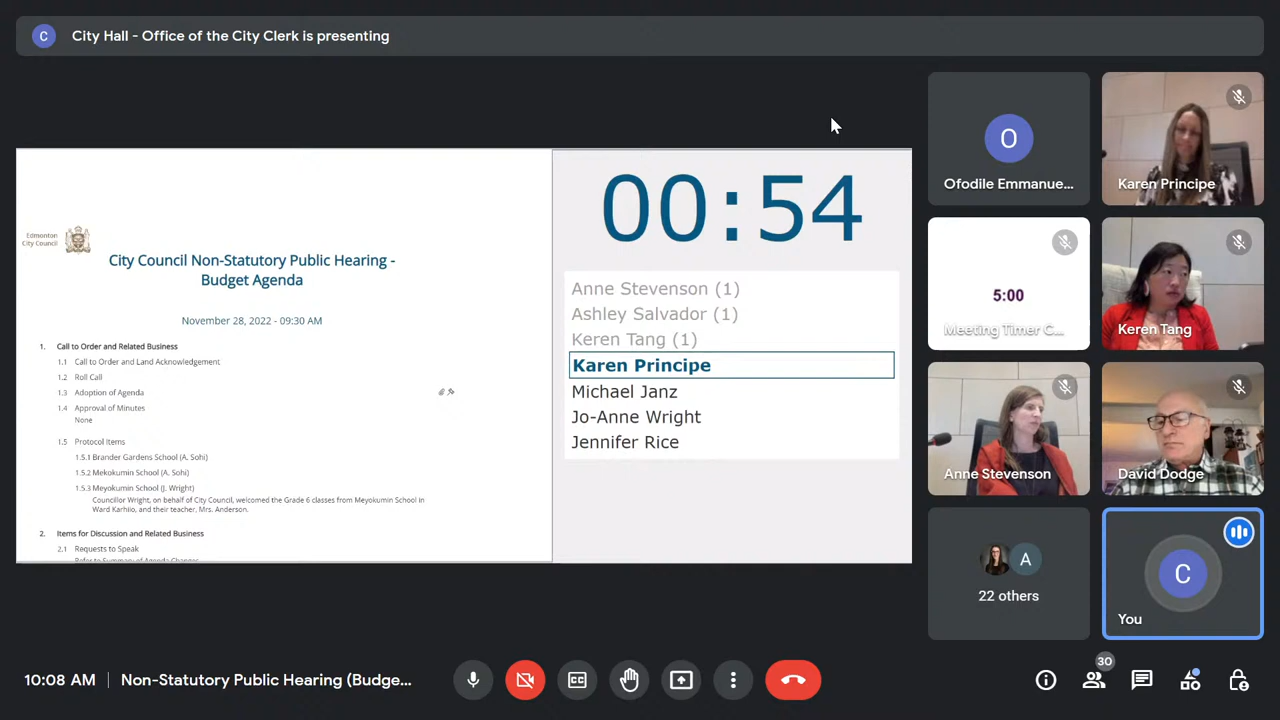 C
City Hall - Office of the City Clerk is presenting
Edmonton
City Council
City Council Non-Statutory Public Hearing -
Budget Agenda
November 28, 2022 - 09:30 AM
1. Call to Order and Related Business
1.1 Call to Order and Land Acknowledgement
1.2 Roll Call
1.3 Adoption of Agenda
1.4 Approval of Minutes
None
1.5 Protocol Items
1.5.1 Brander Gardens School (A. Sohi)
1.5.2 Mekokumin School (A. Sohi)
1.5.3 Meyokumin School (J. Wright)
Councillor Wright, on behalf of City Council, welcomed the Grade 6 classes from Meyokumin School in
Ward Karhiio, and their teacher, Mrs. Anderson.
2. Items for Discussion and Related Business
2.1 Requests to Speak
Refer to Summary of Agenda Changes
00:54
Anne Stevenson (1)
Ashley Salvador (1)
Keren Tang (1)
Karen Principe
Michael Janz
Jo-Anne Wright
Jennifer Rice
O
Ofodile Emmanue...
Karen Principe
5:00
Meeting Timer C...
Keren Tang
Anne Stevenson
David Dodge
A
22 others
C
You
10:08 AM
Non-Statutory Public Hearing (Budge...
30